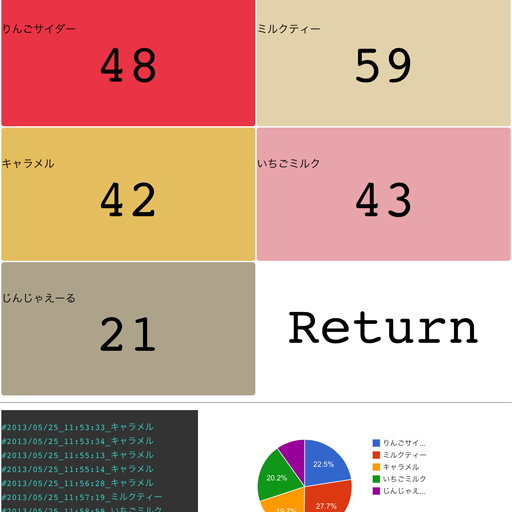 りんごサイダー
48
ミルクティー
59
キャラメル
42
いちごミルク
43
じんじゃえーる
21
Return
#2013/05/25_11:53:33_キャラメル
#2013/05/25_11:53:34_キャラメル
#2013/05/25_11:55:13_キャラメル
#2013/05/25_11:55:14_キャラメル
#2013/05/25_11:56:28_キャラメル
#2013/05/25_11:57:19_ミルクティー
#2013/05/25_11:58:59_いちごミルク
22.5%
27.7%
19.7%
20.2%
りんごサイ...
ミルクティー
キャラメル
いちごミルク
じんじゃえ...